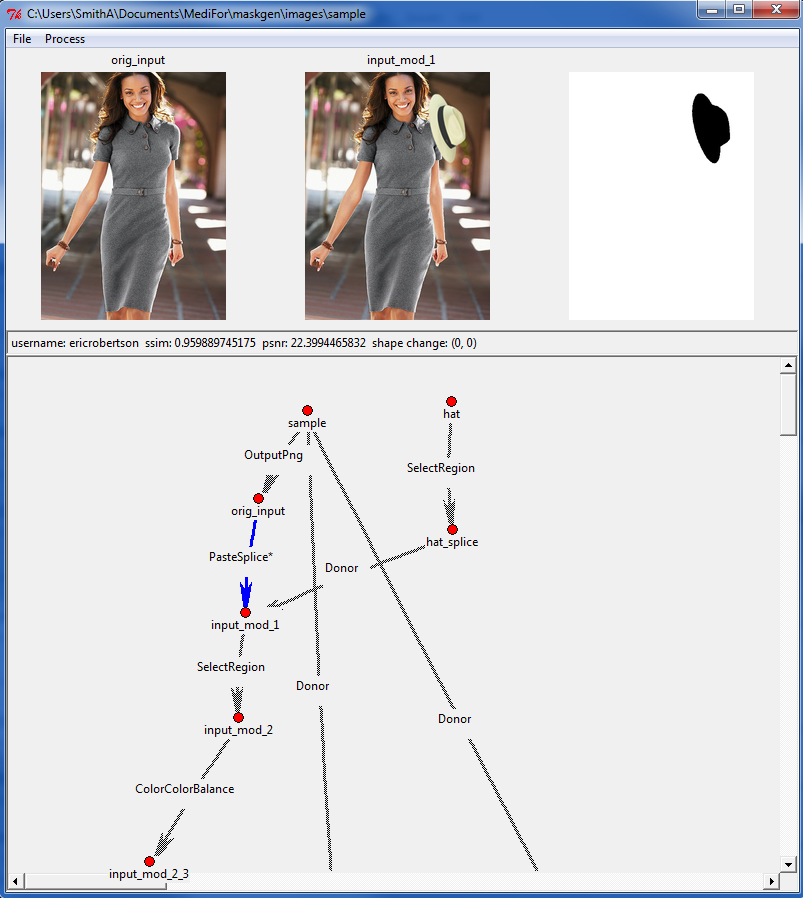 C:\Users\SmithA\Documents\MediFor\maskgen\images\sample
File Process
orig_input input_mod_1
username: ericrobertson ssim: 0.959889745175 psnr: 22.3994465832 shape change: (0, 0)
sample
hat
OutputPng
SelectRegion
orig_input
hat_splice
PasteSplice*
Donor
input_mod_1
SelectRegion
Donor
Donor
input_mod_2
ColorColorBalance
input_mod_2_3